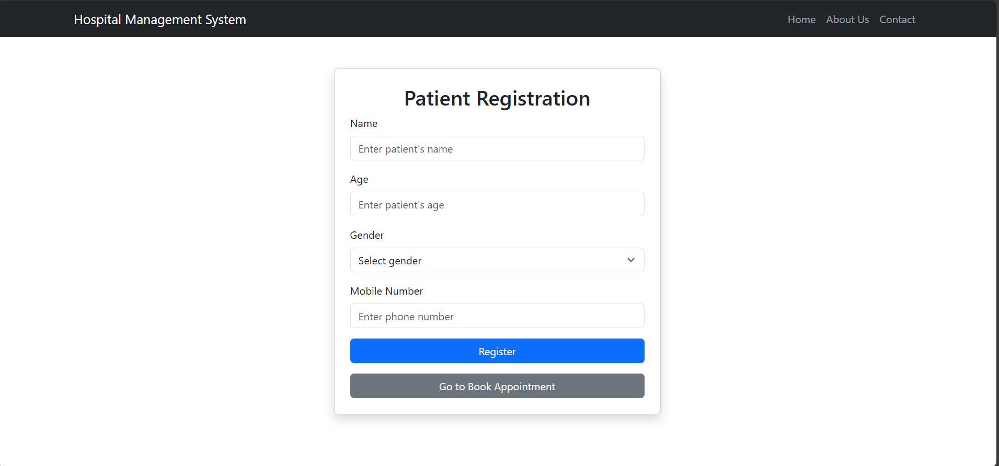 Hospital Management System
Home About Us Contact
Patient Registration
Name
Enter patient's name
Age
Enter patient's age
Gender
Select gender
Mobile Number
Enter phone number
Register
Go to Book Appointment